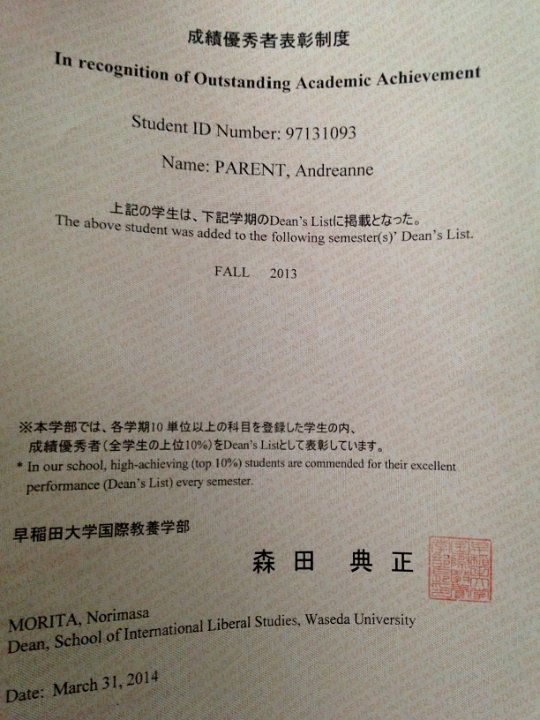 成績優秀者表彰制度
In recognition of Outstanding Academic Achievement
Student ID Number: 97131093
Name: PARENT, Andreanne
上記の学生は、下記学期のDean's Listに掲載となった。
The above student was added to the following semester(s)' Dean's List.
FALL 2013
※本学部では、各学期10 単位以上の科目を登録した学生の内、
成績優秀者（全学生の上位10%）をDean's Listとして表彰しています。
* In our school, high-achieving (top 10%) students are commended for their excellent
performance (Dean's List) every semester.
早稲田大学国際教養学部
森田 典正
MORITA, Norimasa
Dean, School of International Liberal Studies, Waseda University
Date: March 31, 2014